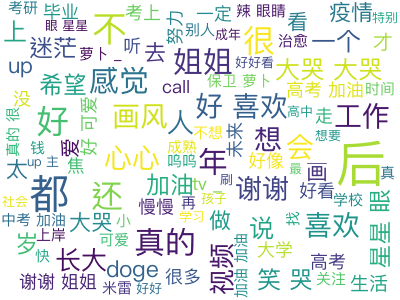 考研 毕业 不 考上 努力 辣 眼睛 疫情 特别
眼 星星 上 很 别人 一定 看
迷茫 萝卜 _ 听 去 姐姐 成年 治愈 一个 才
up 希望 感觉 call 好好看 大哭 大哭
真的 很 没 好 画风 好 喜欢 保卫 萝卜 高考 加油 时间
好 可爱 人 未来 不想 高中 走 工作
太 钱 爱 焦 心心 年 成熟 好像 想 会 想要
up 主 呜呜 画 最 真
都 还 加油 tv _ 谢谢 刷 孩子 好看 后
社会 大哭 慢慢 再 学习 学校
中考 加油 小 做 说 找 喜欢 星星 眼
岁 上岸 真的 视频 加油 加油 大学
快 长大 可爱 doge 很多 笑 哭 高考 关注
谢谢 姐姐 米雷 好好 生活